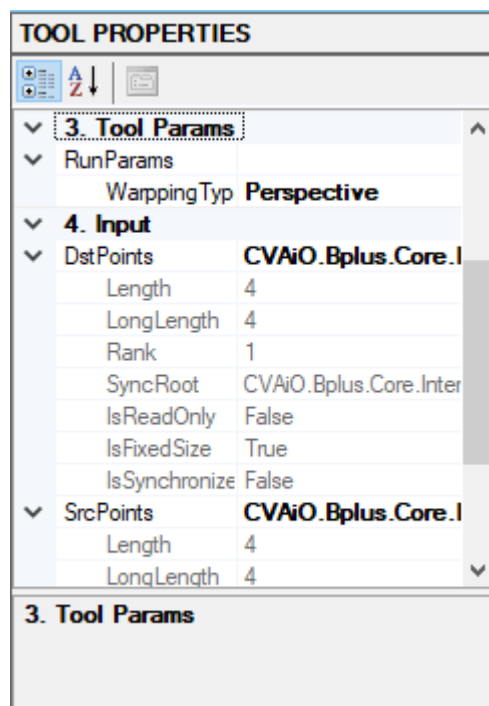 TOOL PROPERTIES
3. Tool Params
RunParams
WarppingTyp Perspective
4. Input
DstPoints CVAiO.Bplus.Core.I
Length 4
LongLength 4
Rank 1
SyncRoot CVAiO.Bplus.Core.Inter
IsReadOnly False
IsFixedSize True
IsSynchronize False
SrcPoints CVAiO.Bplus.Core.I
Length 4
LongLength 4
3. Tool Params